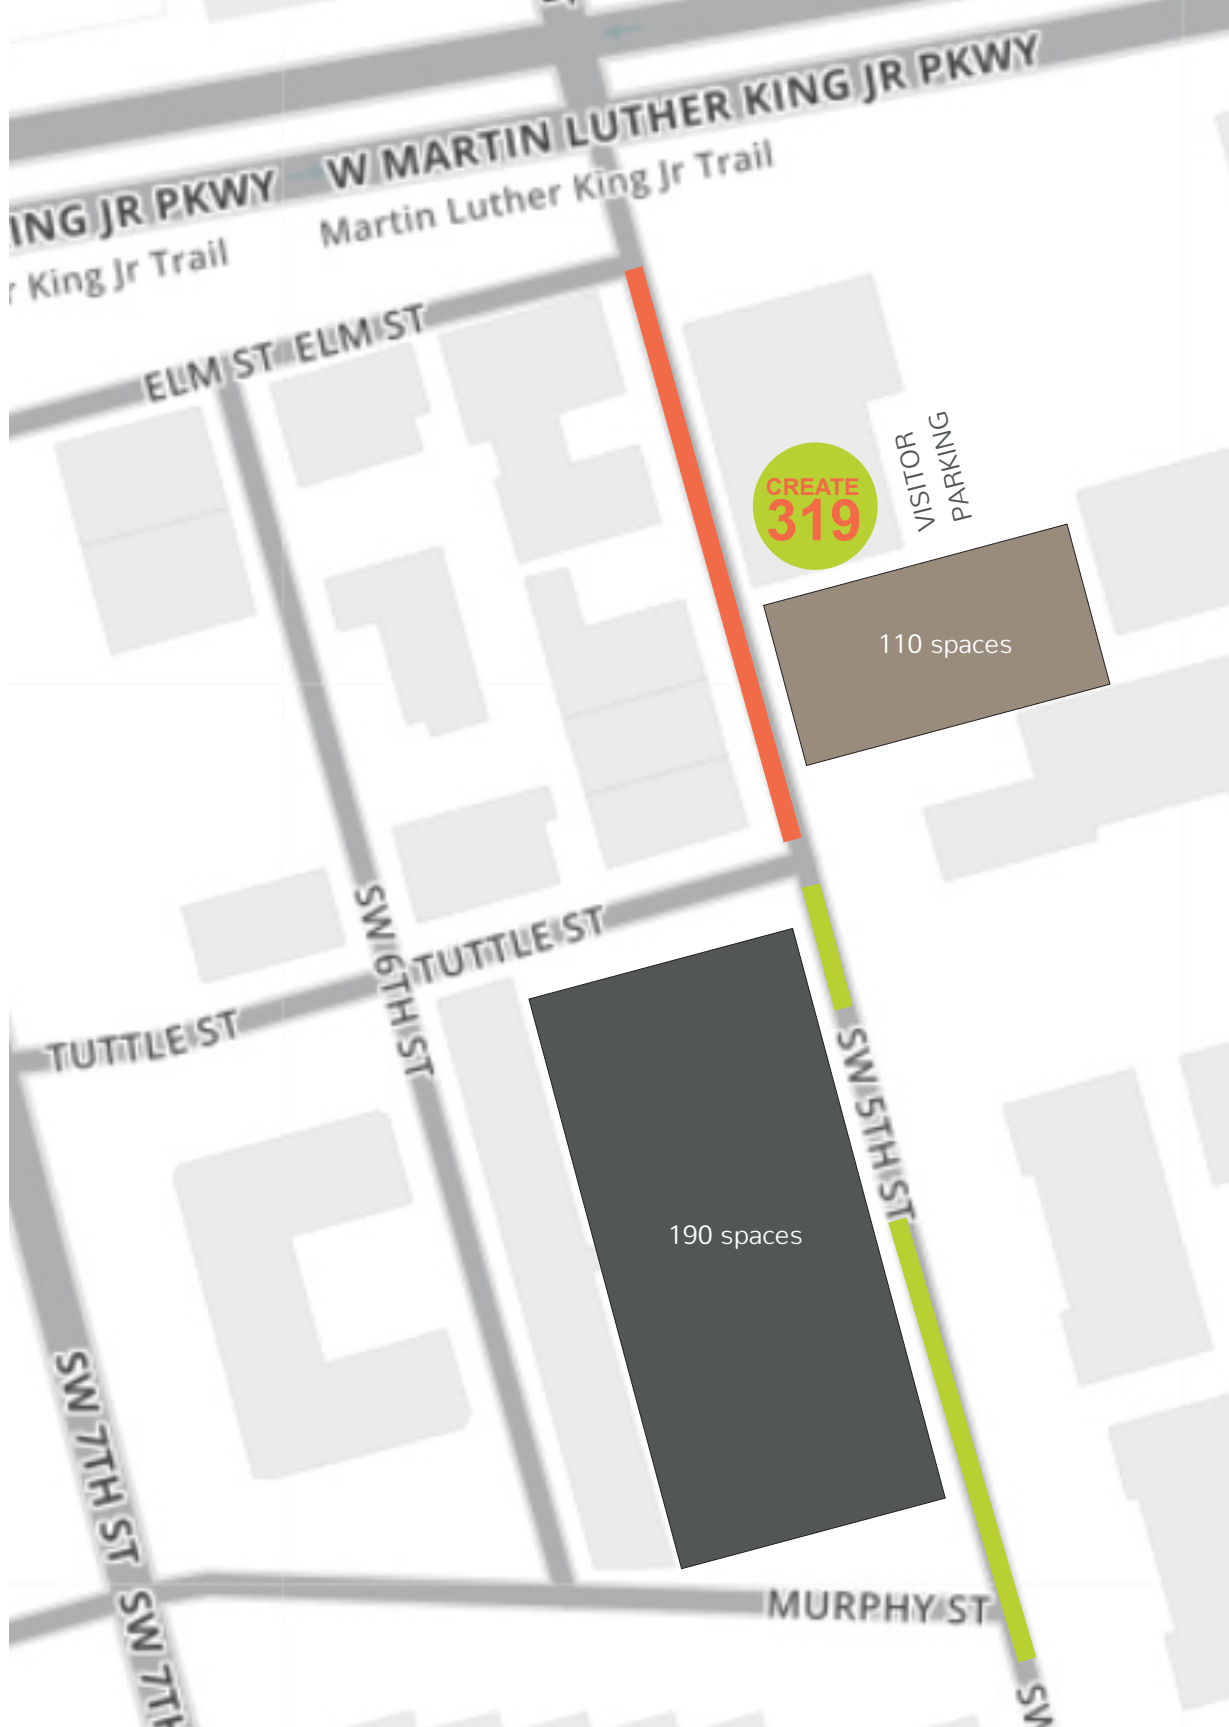 W MARTIN LUTHER KING JR PKWY
ING JR PKWY
Martin Luther King Jr Trail
r King Jr Trail
ELM ST
ELM ST
CREATE
319
VISITOR
PARKING
110 spaces
SW 6TH ST
TUTTLE ST
TUTTLE ST
SW 5TH ST
190 spaces
SW 7TH ST
MURPHY ST
SW 7TH
SW